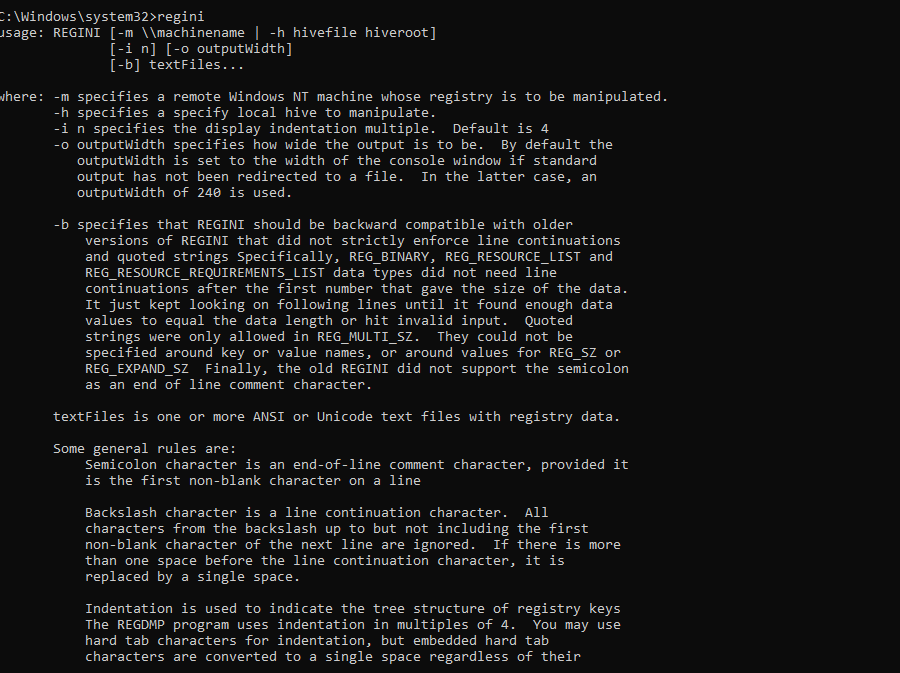 C:\Windows\system32>regini
usage: REGINI [-m \\machinename | -h hivefile hiveroot]
[-i n] [-o outputWidth]
[-b] textFiles...
where: -m specifies a remote Windows NT machine whose registry is to be manipulated.
-h specifies a specify local hive to manipulate.
-i n specifies the display indentation multiple.  Default is 4
-o outputWidth specifies how wide the output is to be.  By default the
outputWidth is set to the width of the console window if standard
output has not been redirected to a file.  In the latter case, an
outputWidth of 240 is used.
-b specifies that REGINI should be backward compatible with older
versions of REGINI that did not strictly enforce line continuations
and quoted strings Specifically, REG_BINARY, REG_RESOURCE_LIST and
REG_RESOURCE_REQUIREMENTS_LIST data types did not need line
continuations after the first number that gave the size of the data.
It just kept looking on following lines until it found enough data
values to equal the data length or hit invalid input.  Quoted
strings were only allowed in REG_MULTI_SZ.  They could not be
specified around key or value names, or around values for REG_SZ or
REG_EXPAND_SZ  Finally, the old REGINI did not support the semicolon
as an end of line comment character.
textFiles is one or more ANSI or Unicode text files with registry data.
Some general rules are:
Semicolon character is an end-of-line comment character, provided it
is the first non-blank character on a line
Backslash character is a line continuation character.  All
characters from the backslash up to but not including the first
non-blank character of the next line are ignored.  If there is more
than one space before the line continuation character, it is
replaced by a single space.
Indentation is used to indicate the tree structure of registry keys
The REGDMP program uses indentation in multiples of 4.  You may use
hard tab characters for indentation, but embedded hard tab
characters are converted to a single space regardless of their